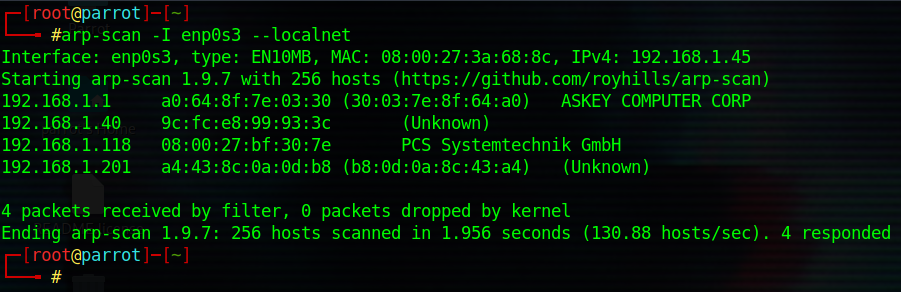 [root@parrot]─[~]
#arp-scan -I enp0s3 --localnet
Interface: enp0s3, type: EN10MB, MAC: 08:00:27:3a:68:8c, IPv4: 192.168.1.45
Starting arp-scan 1.9.7 with 256 hosts (https://github.com/royhills/arp-scan)
192.168.1.1 a0:64:8f:7e:03:30 (30:03:7e:8f:64:a0) ASKEY COMPUTER CORP
192.168.1.40 9c:fc:e8:99:93:3c (Unknown)
192.168.1.118 08:00:27:bf:30:7e PCS Systemtechnik GmbH
192.168.1.201 a4:43:8c:0a:0d:b8 (b8:0d:0a:8c:43:a4) (Unknown)
4 packets received by filter, 0 packets dropped by kernel
Ending arp-scan 1.9.7: 256 hosts scanned in 1.956 seconds (130.88 hosts/sec). 4 responded
[root@parrot]─[~]
#